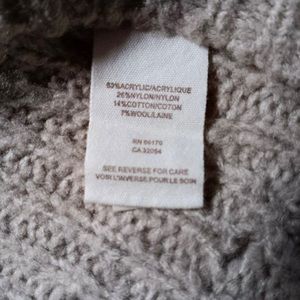 53%ACRYLIC/ACRYLIQUE
26%NYLON/NYLON
14%COTTON/COTON
7%WOOL/LAINE
RN 66170
CA 32054
SEE REVERSE FOR CARE
VOIR L'INVERSE POUR LE SOIN